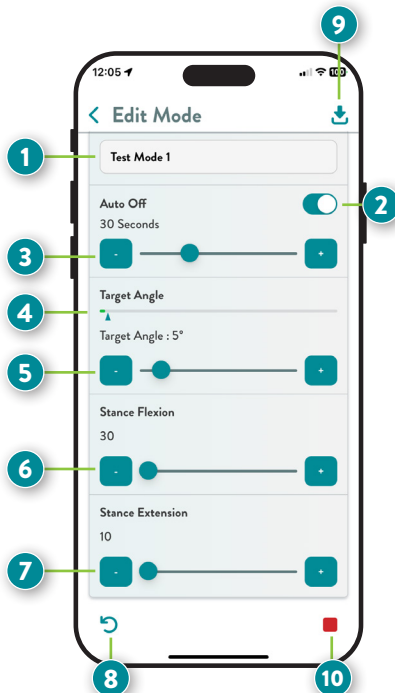 9
12:05
100
Edit Mode
1
Test Mode 1
Auto Off
2
30 Seconds
3
-
+
4
Target Angle
Target Angle : 5°
5
-
+
Stance Flexion
30
6
-
+
Stance Extension
10
7
-
+
8
10